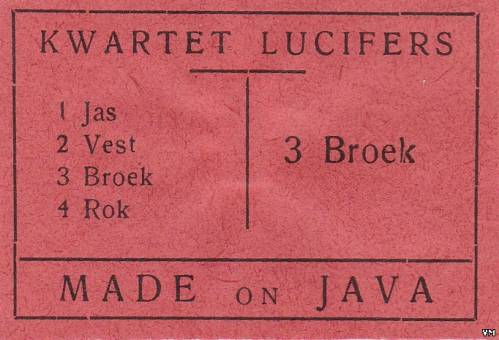 KWARTET LUCIFERS
1 Jas
2 Vest
3 Broek
4 Rok
3 Broek
MADE ON JAVA
VM